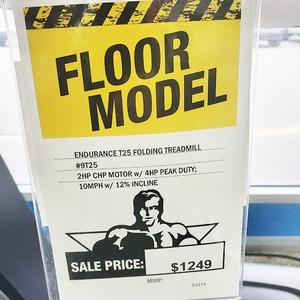 FLOOR
MODEL
ENDURANCE T25 FOLDING TREADMILL
#9T25
2HP CHP MOTOR w/ 4HP PEAK DUTY;
10MPH w/ 12% INCLINE
SALE PRICE: $1249
MSRP: 52271